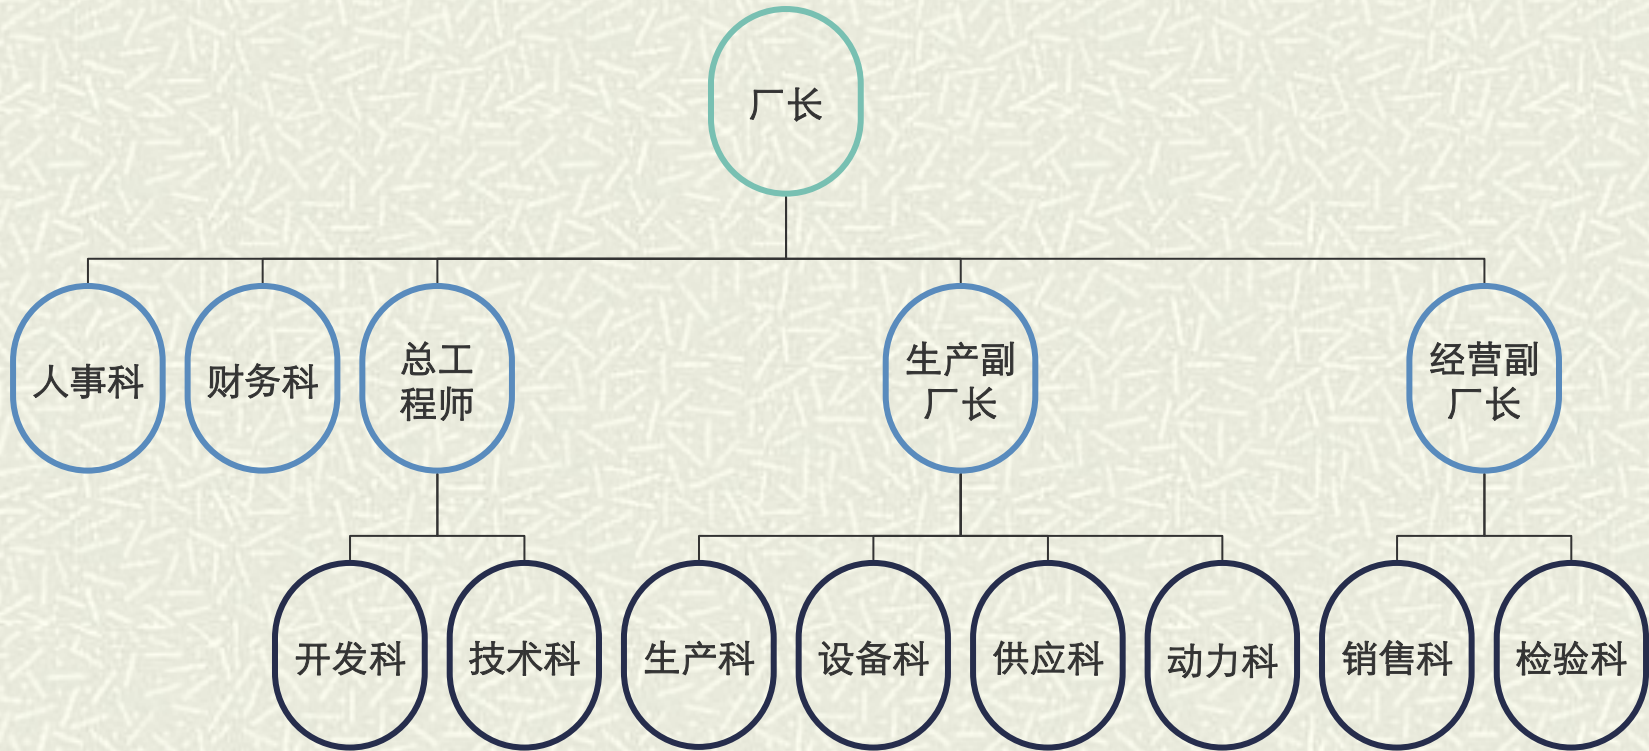 厂长
人事科
财务科
总工
程师
生产副
厂长
经营副
厂长
开发科
技术科
生产科
设备科
供应科
动力科
销售科
检验科